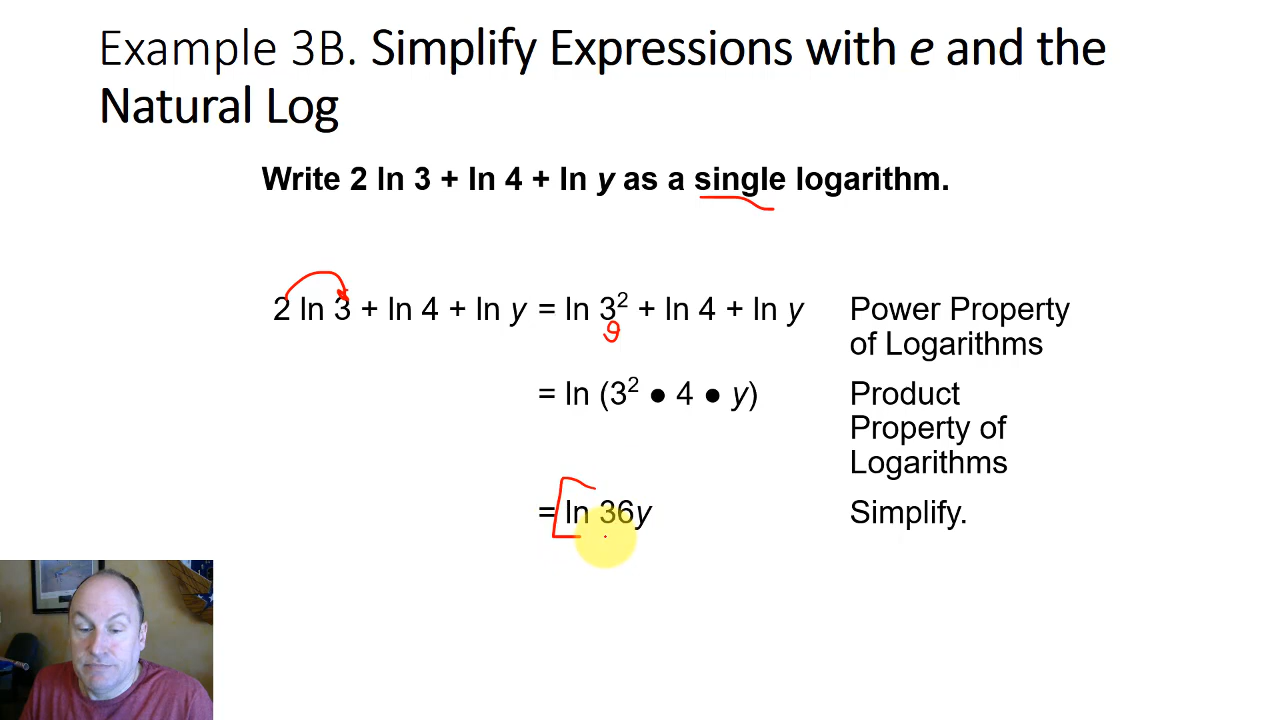 Example 3B. Simplify Expressions with e and the
Natural Log
Write 2 ln 3 + ln 4 + ln y as a single logarithm.
2 ln 3 + ln 4 + ln y = ln 3² + ln 4 + ln y Power Property
of Logarithms
9
= ln (3² ● 4 ● y) Product
Property of
Logarithms
= ln 36y Simplify.